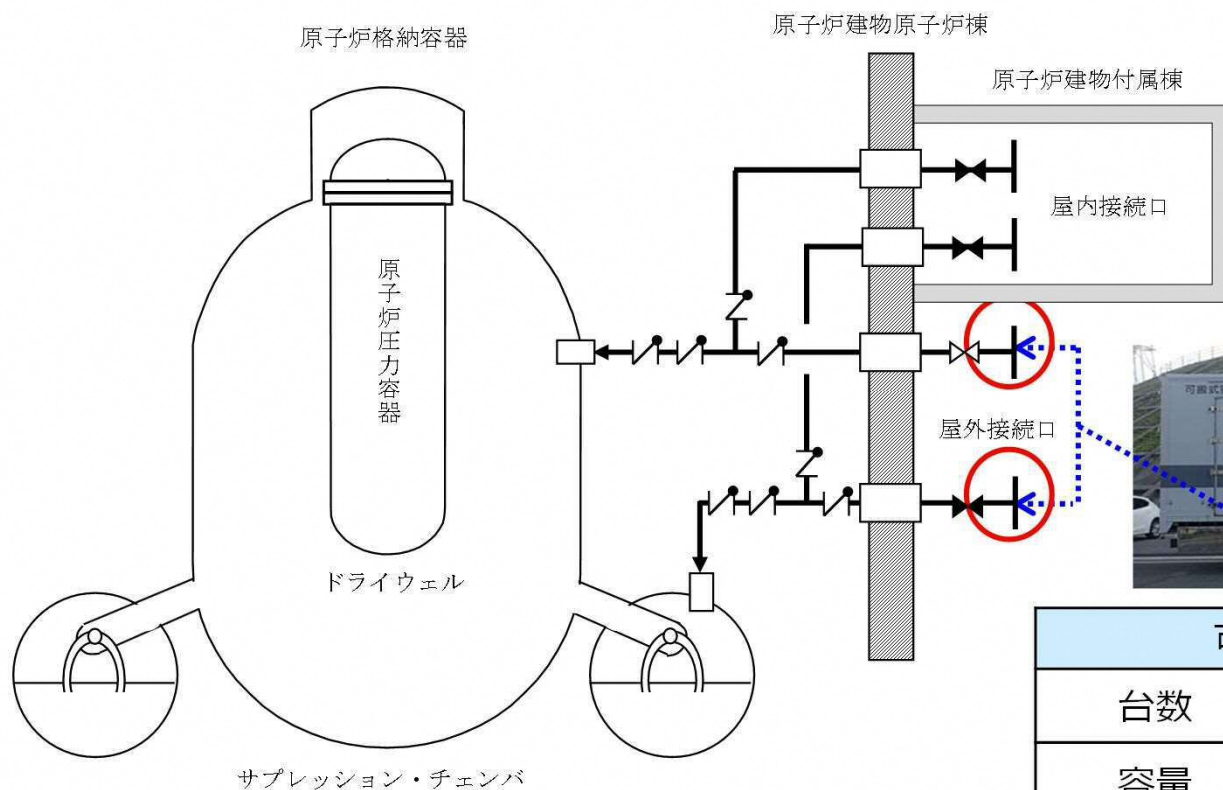 原子炉格納容器
原子炉建物原子炉棟
原子炉建物付属棟
屋内接続口
原子炉圧力容器
屋外接続口
可搬式
ドライウェル
サプレッション・チェンバ
台数
容量